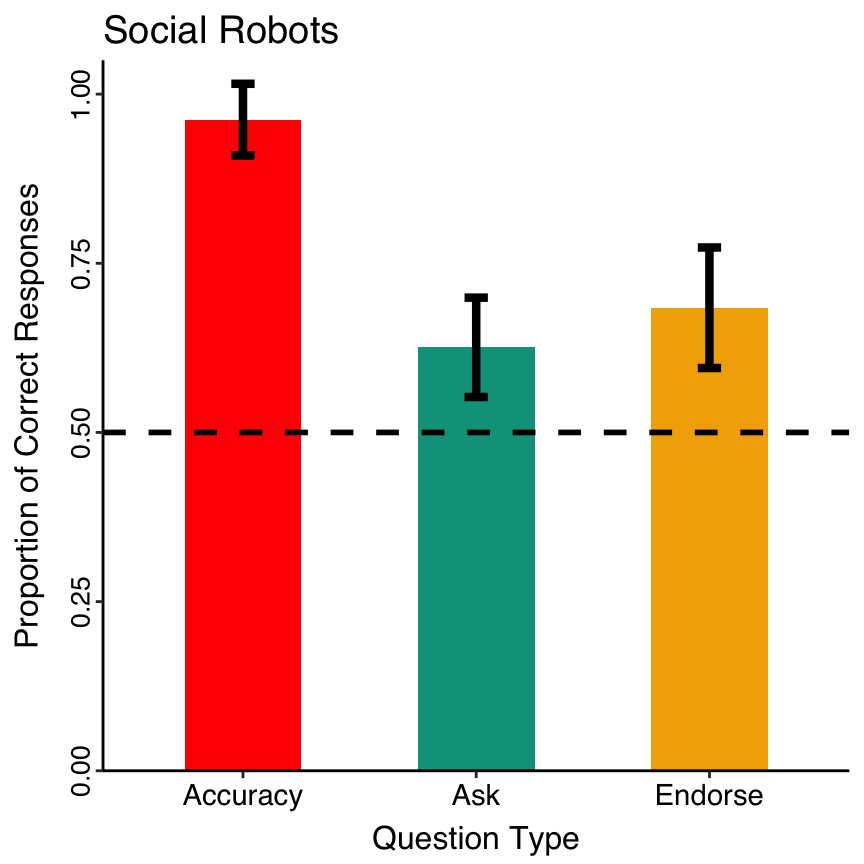 Social Robots
Proportion of Correct Responses
1.00
0.75
0.50
0.25
0.00
Accuracy
Ask
Endorse
Question Type